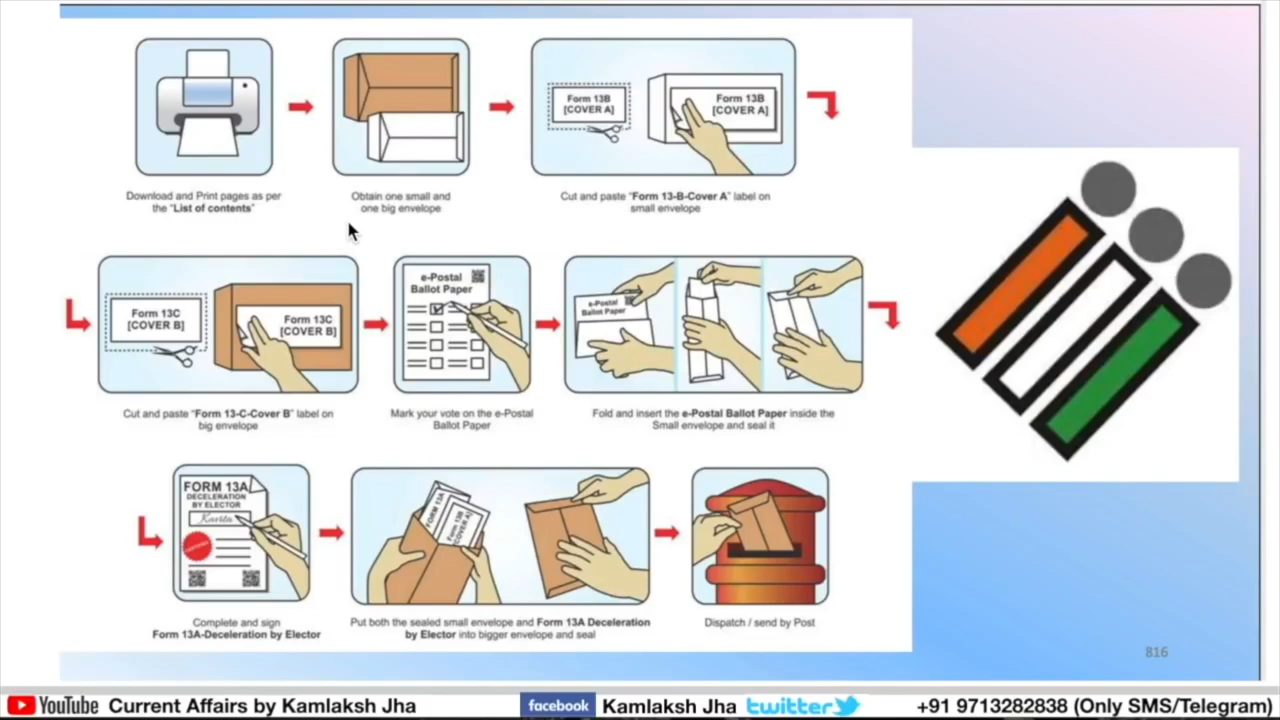 Form 13B
[COVER A]
Form 13B
[COVER A]
Download and Print pages as per
the "List of contents"
Obtain one small and
one big envelope
Cut and paste "Form 13-B-Cover A" label on
small envelope
Form 13C
[COVER B]
Form 13C
[COVER B]
e-Postal
Ballot Paper
e-Postal
Ballot Paper
Cut and paste "Form 13-C-Cover B" label on
big envelope
Mark your vote on the e-Postal
Ballot Paper
Fold and insert the e-Postal Ballot Paper inside the
Small envelope and seal it
FORM 13A
DECELERATION
BY ELECTOR
Kavita
FORM 13A
Form 13B
[COVER A]
Complete and sign
Form 13A-Deceleration by Elector
Put both the sealed small envelope and Form 13A Deceleration
by Elector into bigger envelope and seal
Dispatch / send by Post
816
YouTube Current Affairs by Kamlaksh Jha
facebook Kamlaksh Jha twitter
+91 9713282838 (Only SMS/Telegram)